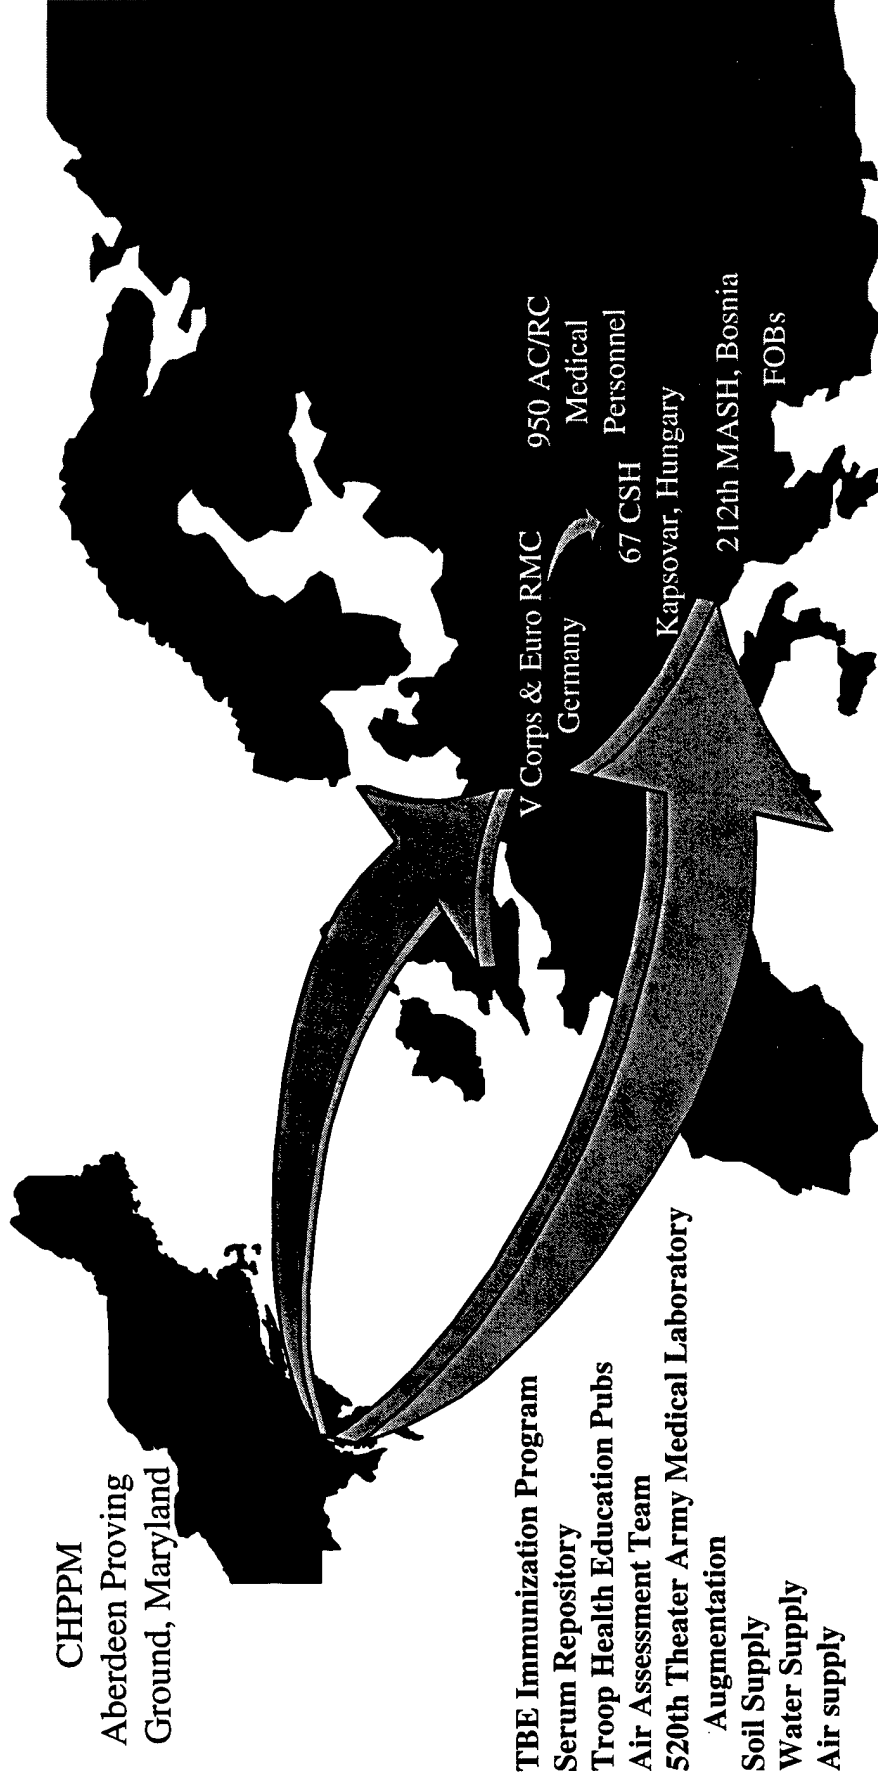 CHPPM
Aberdeen Proving
Ground, Maryland
V Corps & Euro RMC
Germany
950 AC/RC
Medical
Personnel
67 CSH
Kapsovar, Hungary
212th MASH, Bosnia
FOBs
TBE Immunization Program
Serum Repository
Troop Health Education Pubs
Air Assessment Team
520th Theater Army Medical Laboratory
Augmentation
Soil Supply
Water Supply
Air supply